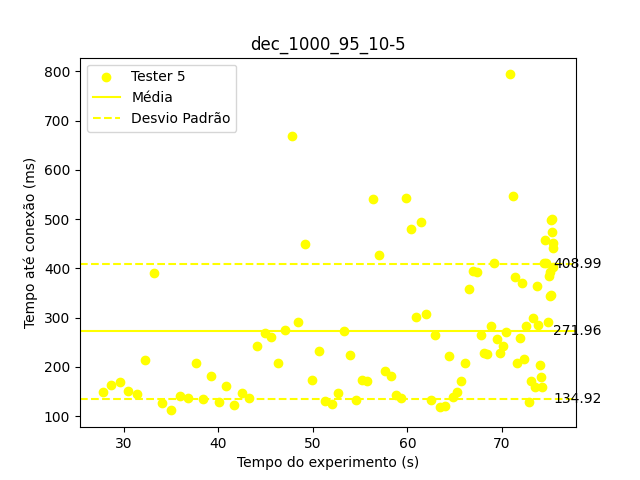 dec_1000_95_10-5
Tester 5
Média
Desvio Padrão
Tempo até conexão (ms)
800
700
600
500
400
300
200
100
408.99
271.96
134.92
30 40 50 60 70
Tempo do experimento (s)